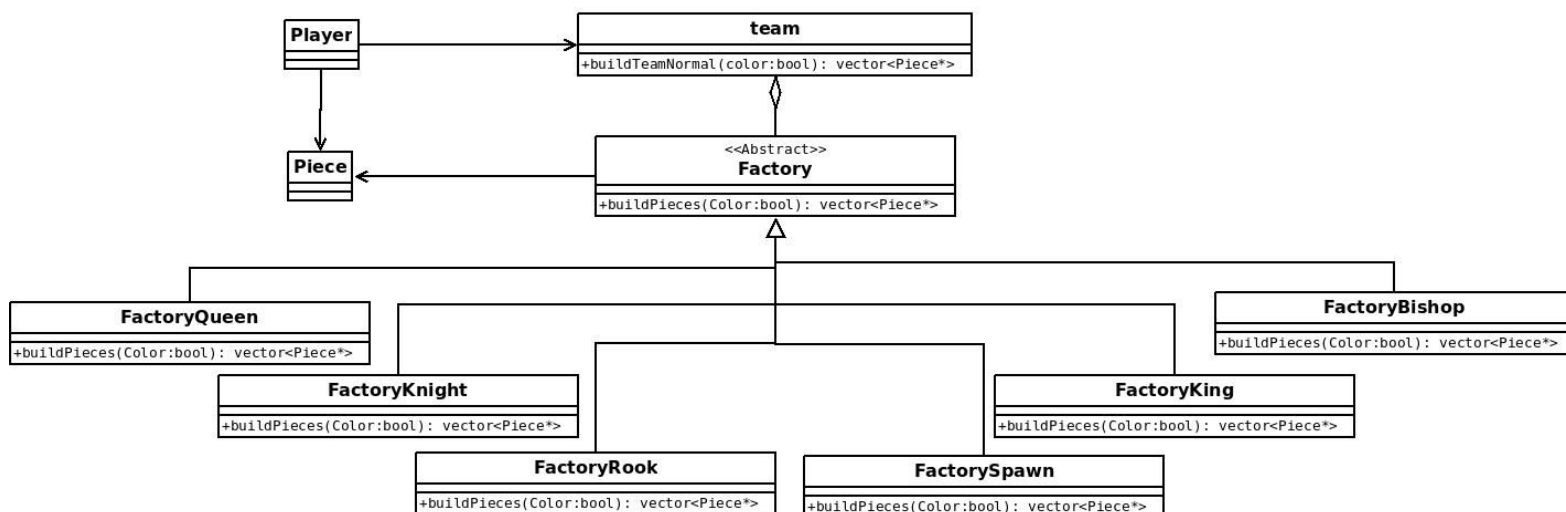 Player
team
+buildTeamNormal(color:bool): vector<Piece*>
Piece
<<Abstract>>
Factory
+buildPieces(Color:bool): vector<Piece*>
FactoryQueen
+buildPieces(Color:bool): vector<Piece*>
FactoryBishop
+buildPieces(Color:bool): vector<Piece*>
FactoryKnight
+buildPieces(Color:bool): vector<Piece*>
FactoryKing
+buildPieces(Color:bool): vector<Piece*>
FactoryRook
+buildPieces(Color:bool): vector<Piece*>
FactorySpawn
+buildPieces(Color:bool): vector<Piece*>